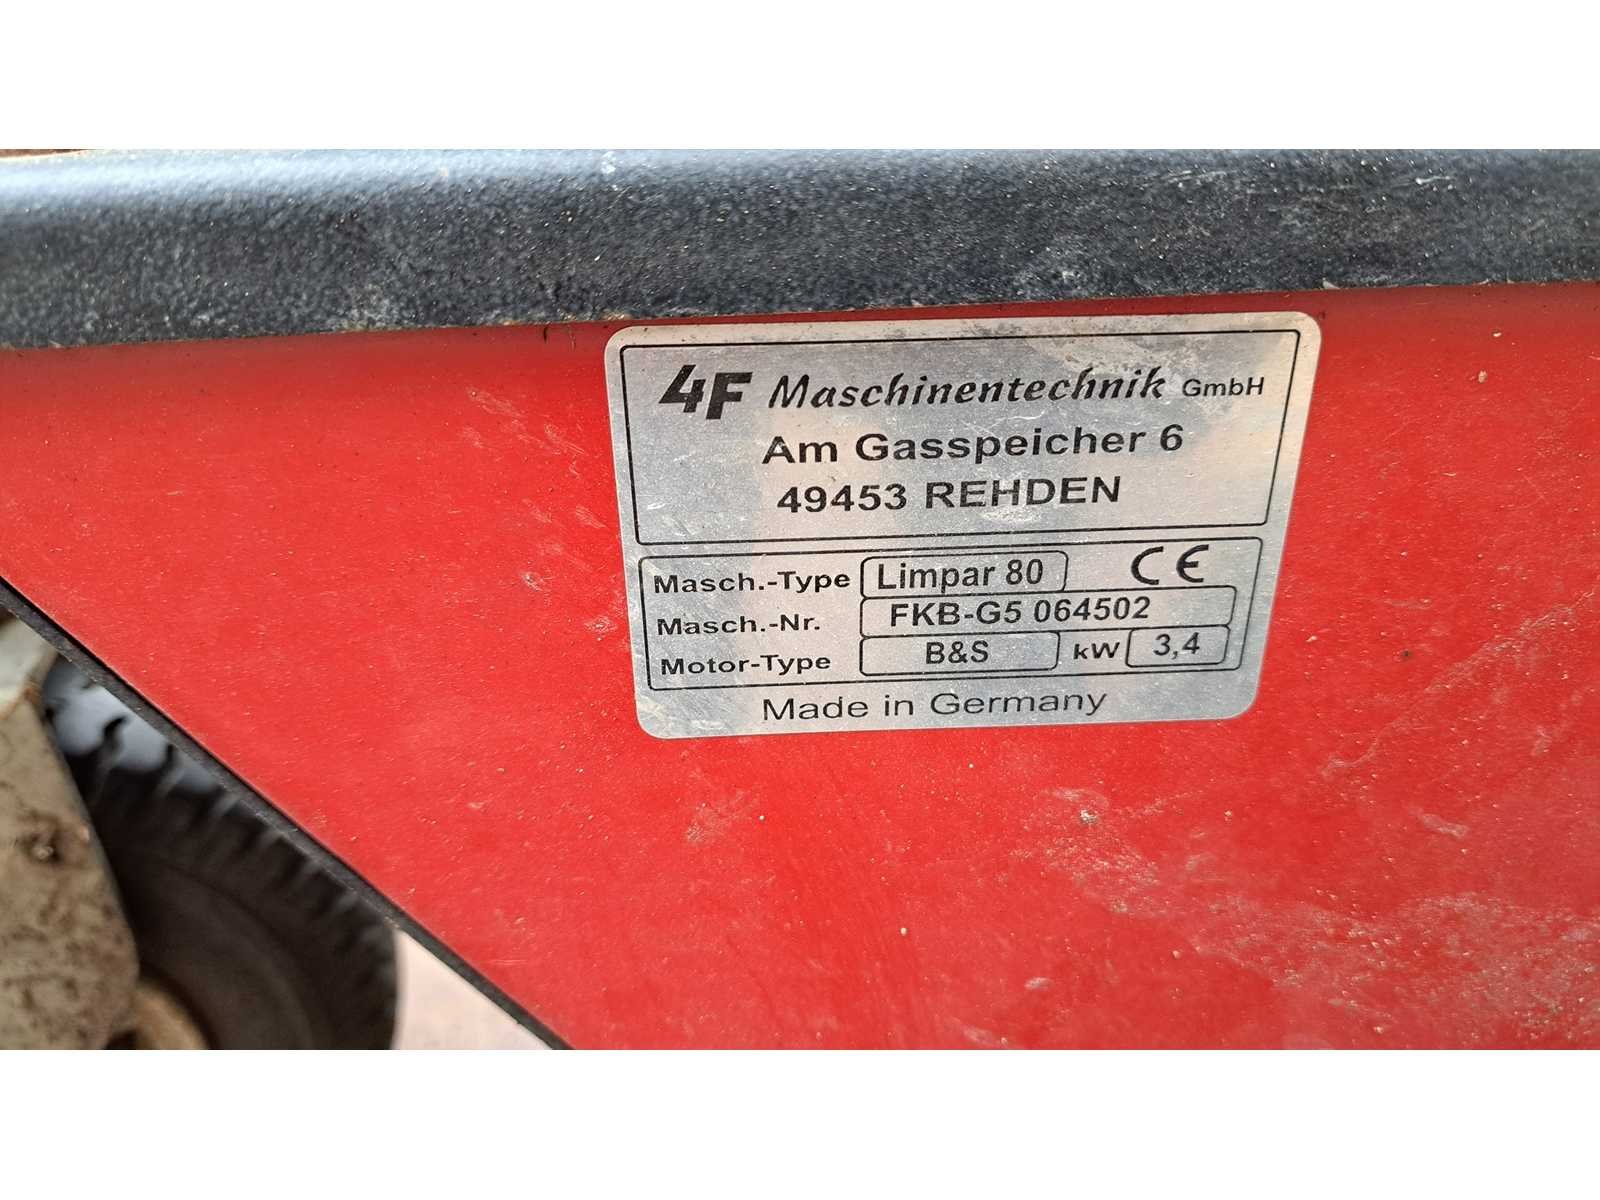 4F Maschinentechnik GmbH
Am Gasspeicher 6
49453 REHDEN
Masch.-Type Limpar 80 CE
Masch.-Nr. FKB-G5 064502
Motor-Type B&S kW 3,4
Made in Germany